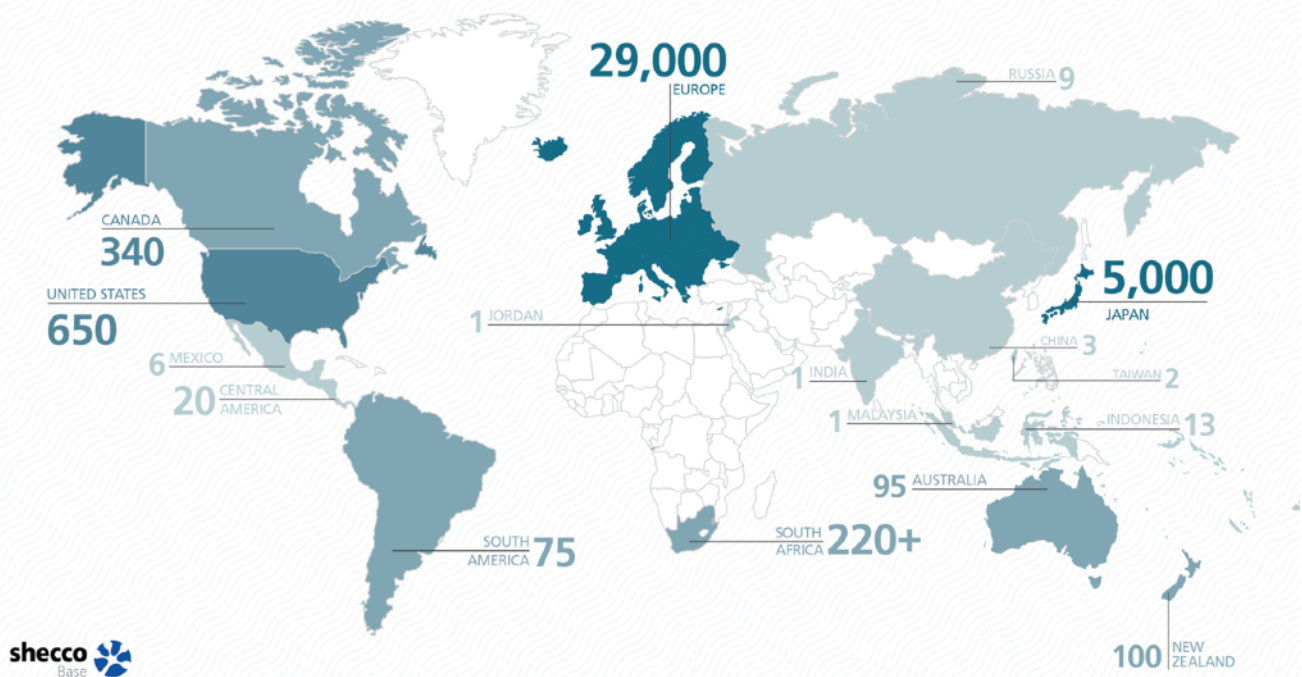 29,000
EUROPE
RUSSIA 9
CANADA
340
UNITED STATES
650
5,000
JAPAN
1 JORDAN
CHINA 3
6 MEXICO
1 INDIA
TAIWAN 2
20 CENTRAL
AMERICA
1 MALAYSIA
INDONESIA 13
95 AUSTRALIA
SOUTH
AFRICA 220+
SOUTH
AMERICA 75
100 NEW
ZEALAND
shecco
Base